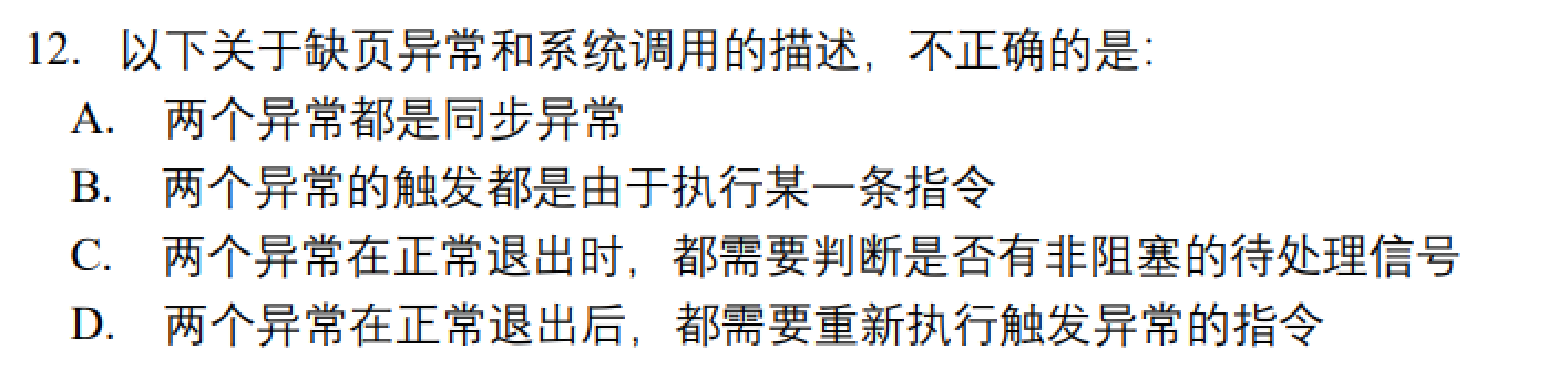 12. 以下关于缺页异常和系统调用的描述，不正确的是：
A. 两个异常都是同步异常
B. 两个异常的触发都是由于执行某一条指令
C. 两个异常在正常退出时，都需要判断是否有非阻塞的待处理信号
D. 两个异常在正常退出后，都需要重新执行触发异常的指令